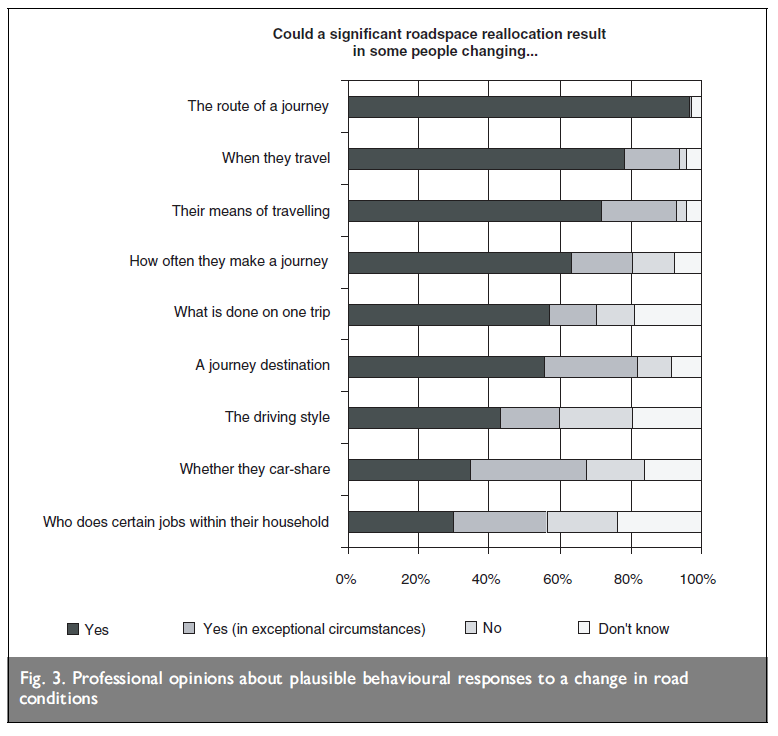 Could a significant roadspace reallocation result
in some people changing...
The route of a journey
When they travel
Their means of travelling
How often they make a journey
What is done on one trip
A journey destination
The driving style
Whether they car-share
Who does certain jobs within their household
0% 20% 40% 60% 80% 100%
Yes Yes (in exceptional circumstances) No Don't know
Fig. 3. Professional opinions about plausible behavioural responses to a change in road
conditions